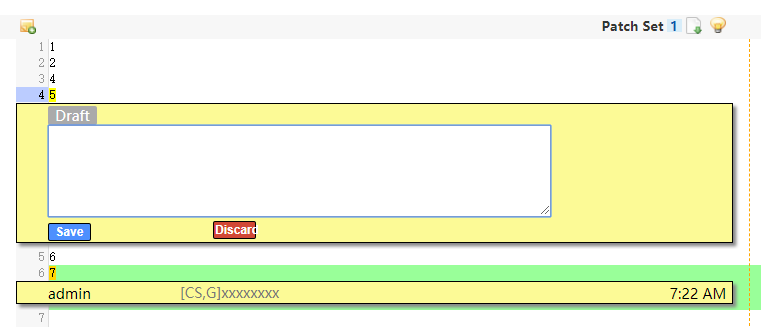 Patch Set 1
1 1
2 2
3 4
4 5
Draft
Save Discard
5 6
6 7
admin [CS,G]xxxxxxxx 7:22 AM
7